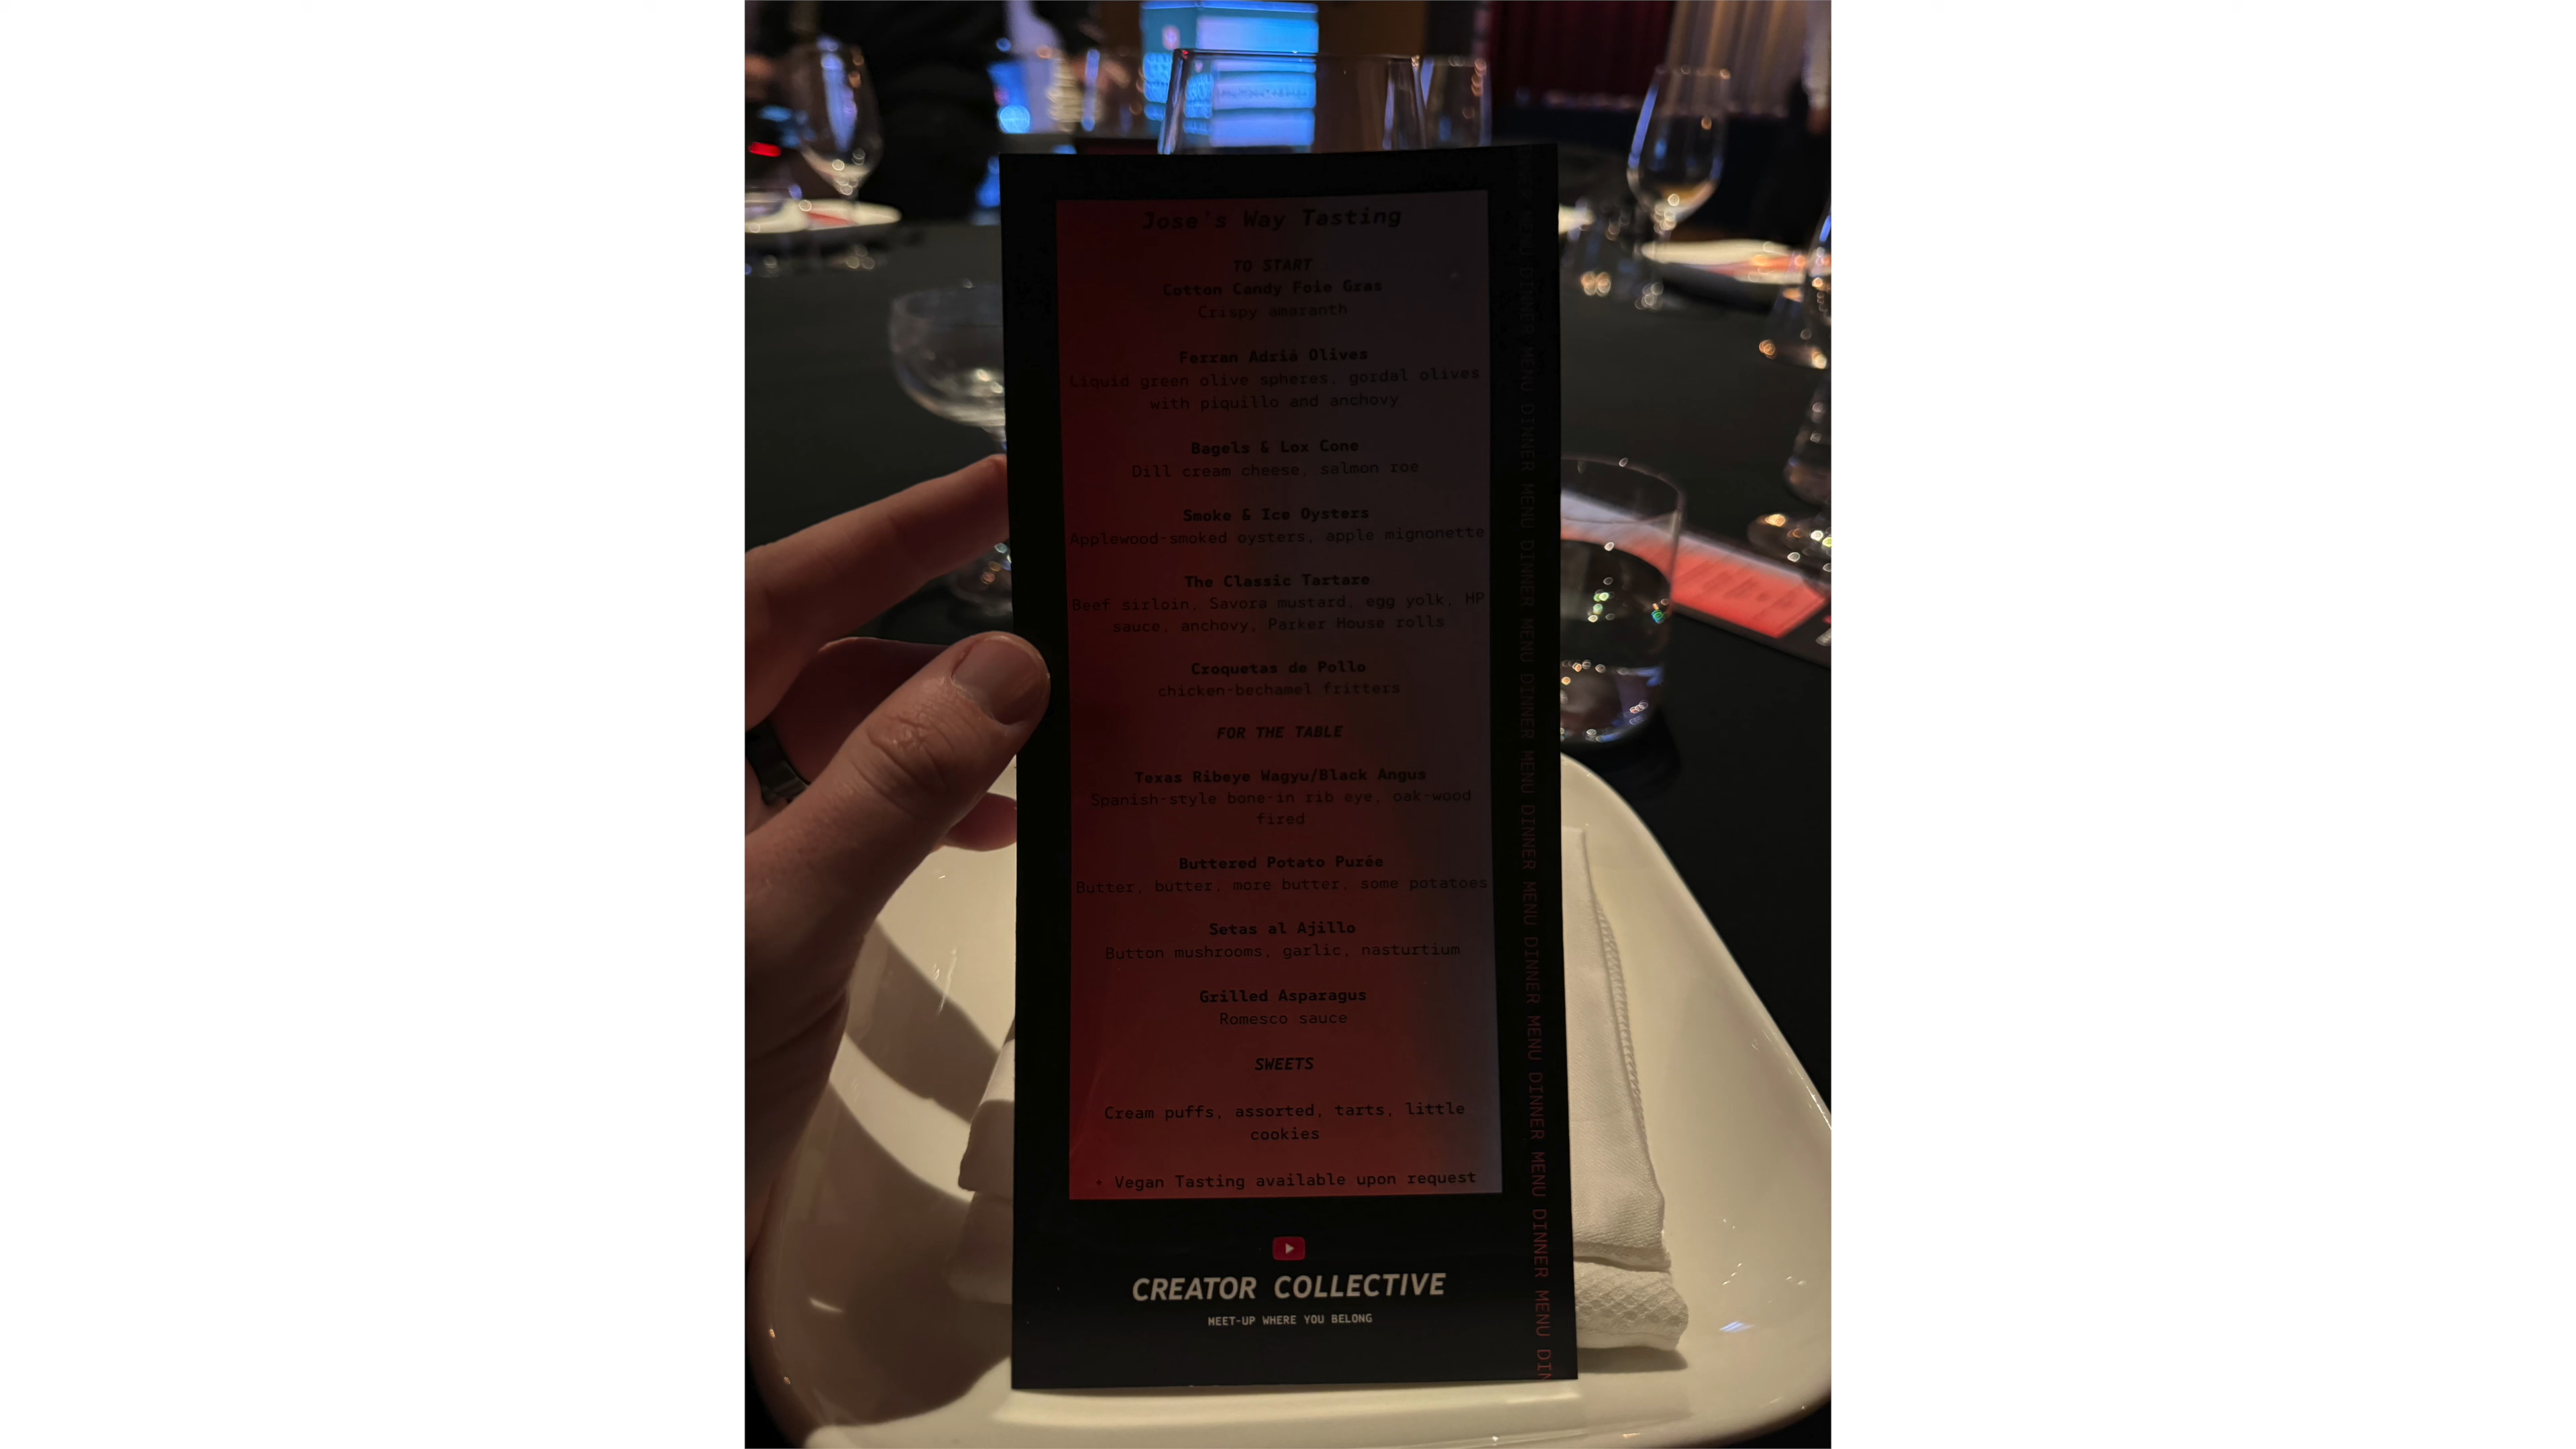 Jose's Way Tasting
TO START
Cotton Candy Foie Gras
Crispy amaranth
Ferran Adriá Olives
Liquid green olive spheres, gordal olives
with piquillo and anchovy
Bagels & Lox Cone
Dill cream cheese, salmon roe
Smoke & Ice Oysters
Applewood-smoked oysters, apple mignonette
The Classic Tartare
Beef sirloin, Savora mustard, egg yolk, HP
sauce, anchovy, Parker House rolls
Croquetas de Pollo
chicken-bechamel fritters
FOR THE TABLE
Texas Ribeye Wagyu/Black Angus
Spanish-style bone-in rib eye, oak-wood
fired
Buttered Potato Purée
Butter, butter, more butter, some potatoes
Setas al Ajillo
Button mushrooms, garlic, nasturtium
Grilled Asparagus
Romesco sauce
SWEETS
Cream puffs, assorted, tarts, little
cookies
+ Vegan Tasting available upon request
CREATOR COLLECTIVE
MEET-UP WHERE YOU BELONG
MENU DINNER MENU DINNER MENU DINNER MENU DINNER MENU DINNER MENU DINNER MENU DINNER MENU DINNER MENU DIN